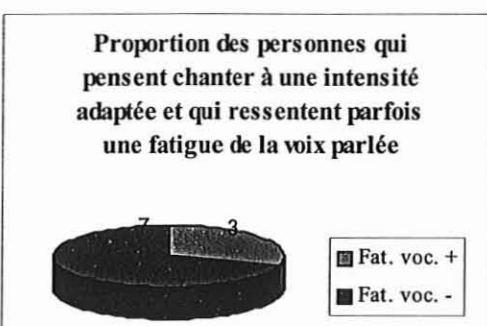 Proportion des personnes qui
pensent chanter à une intensité
adaptée et qui ressentent parfois
une fatigue de la voix parlée
7 3
Fat. voc. +
Fat. voc. -